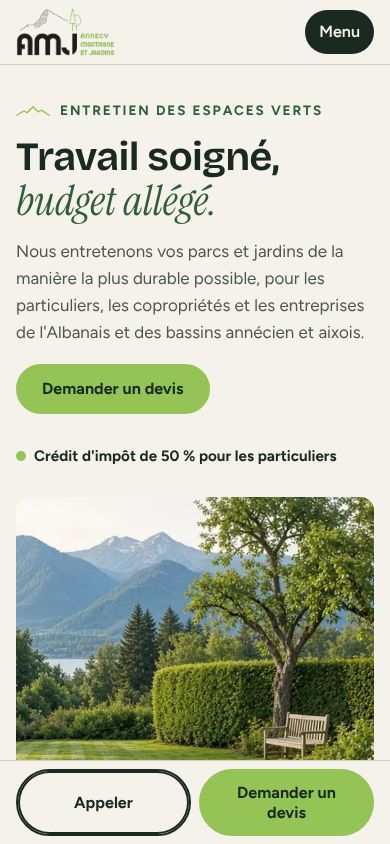 AMJ ANNECY
MONTAGNE
ET JARDINS
Menu
ENTRETIEN DES ESPACES VERTS
Travail soigné,
budget allégé.
Nous entretenons vos parcs et jardins de la
manière la plus durable possible, pour les
particuliers, les copropriétés et les entreprises
de l'Albanais et des bassins annécien et aixois.
Demander un devis
Crédit d'impôt de 50 % pour les particuliers
Appeler
Demander un
devis